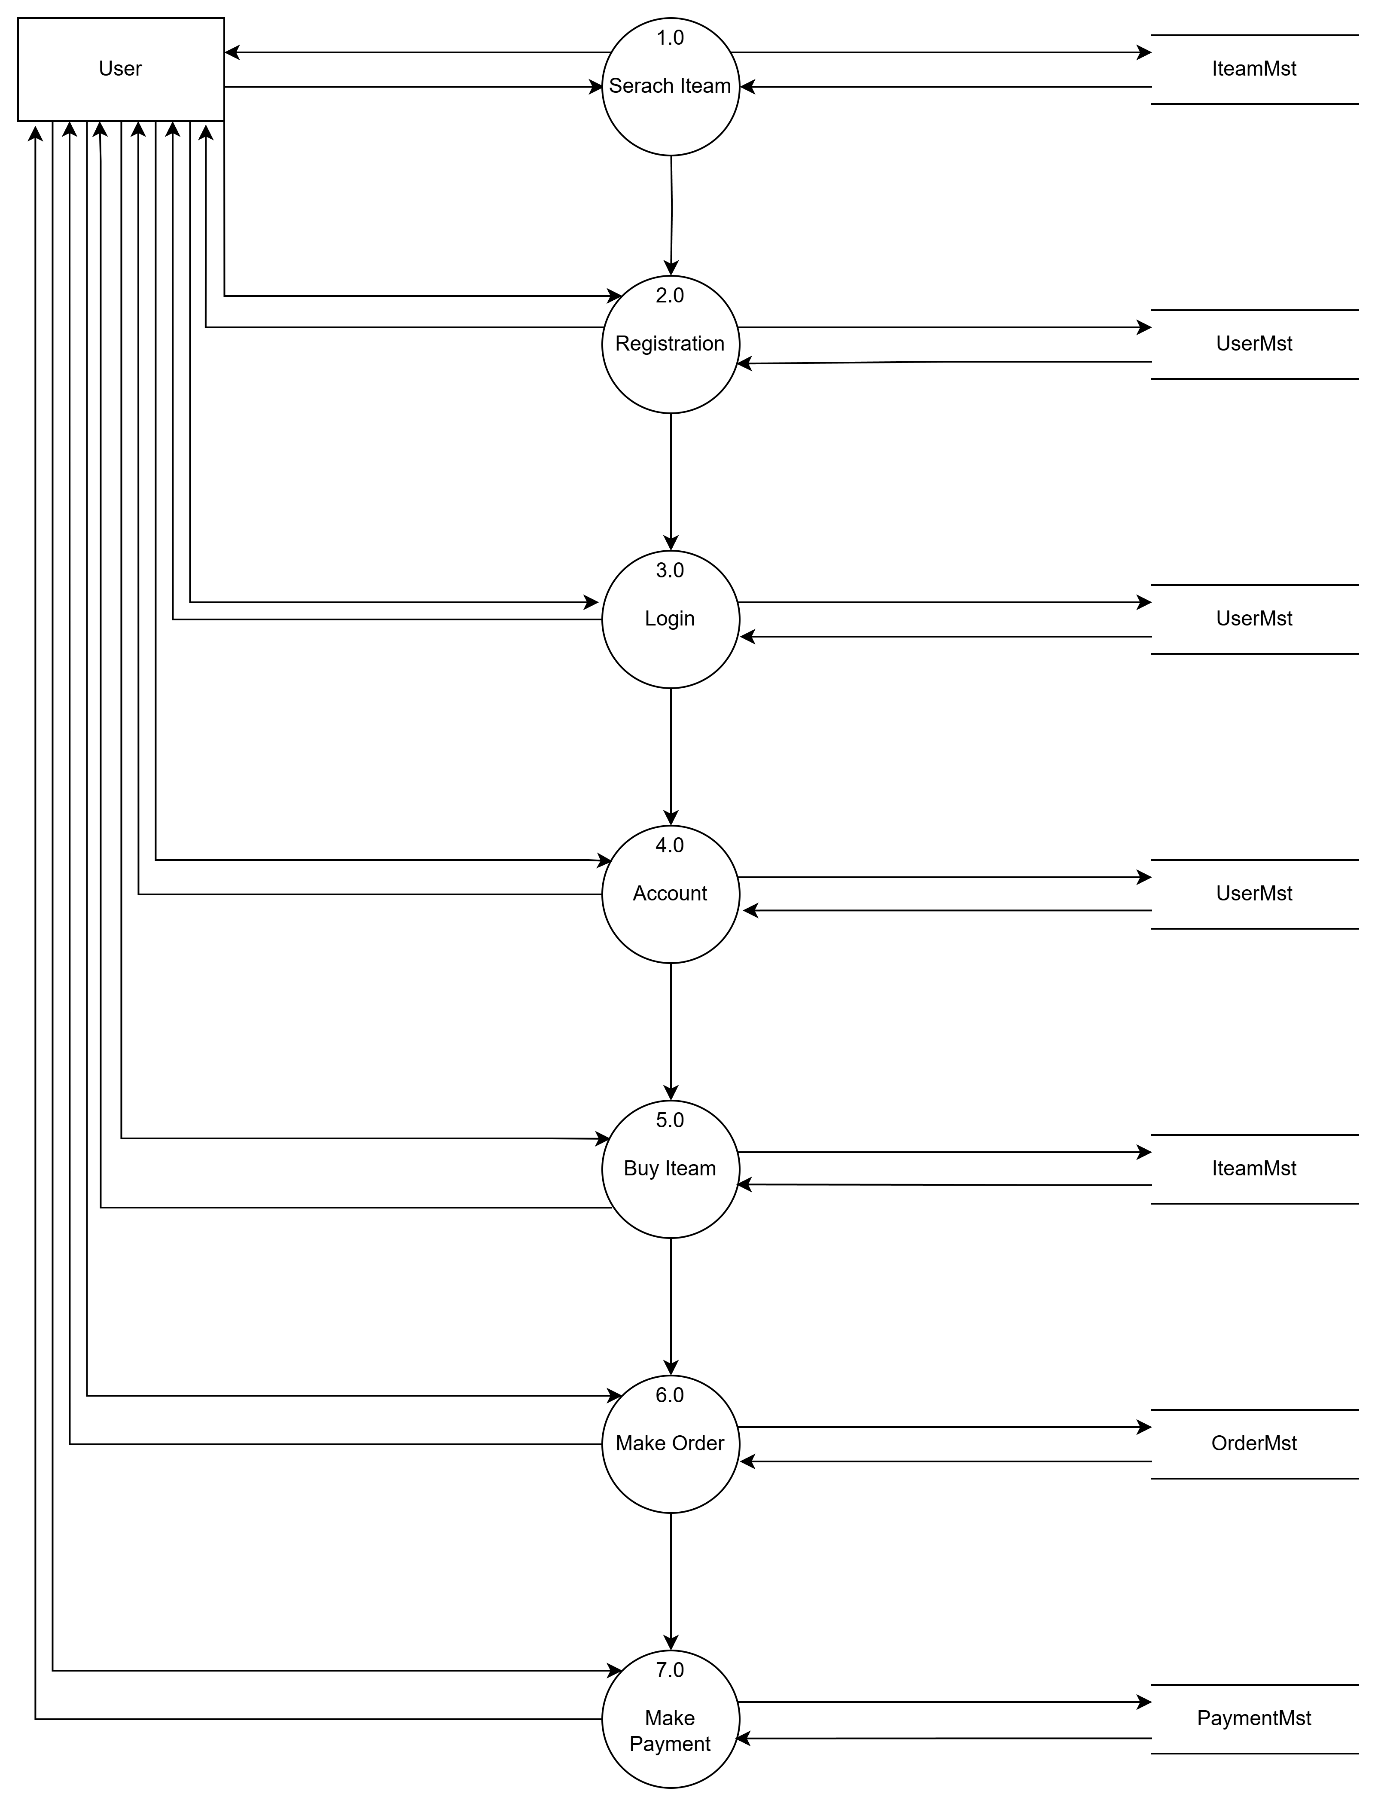 User
1.0
Serach Iteam
IteamMst
2.0
Registration
UserMst
3.0
Login
UserMst
4.0
Account
UserMst
5.0
Buy Iteam
IteamMst
6.0
Make Order
OrderMst
7.0
Make
Payment
PaymentMst